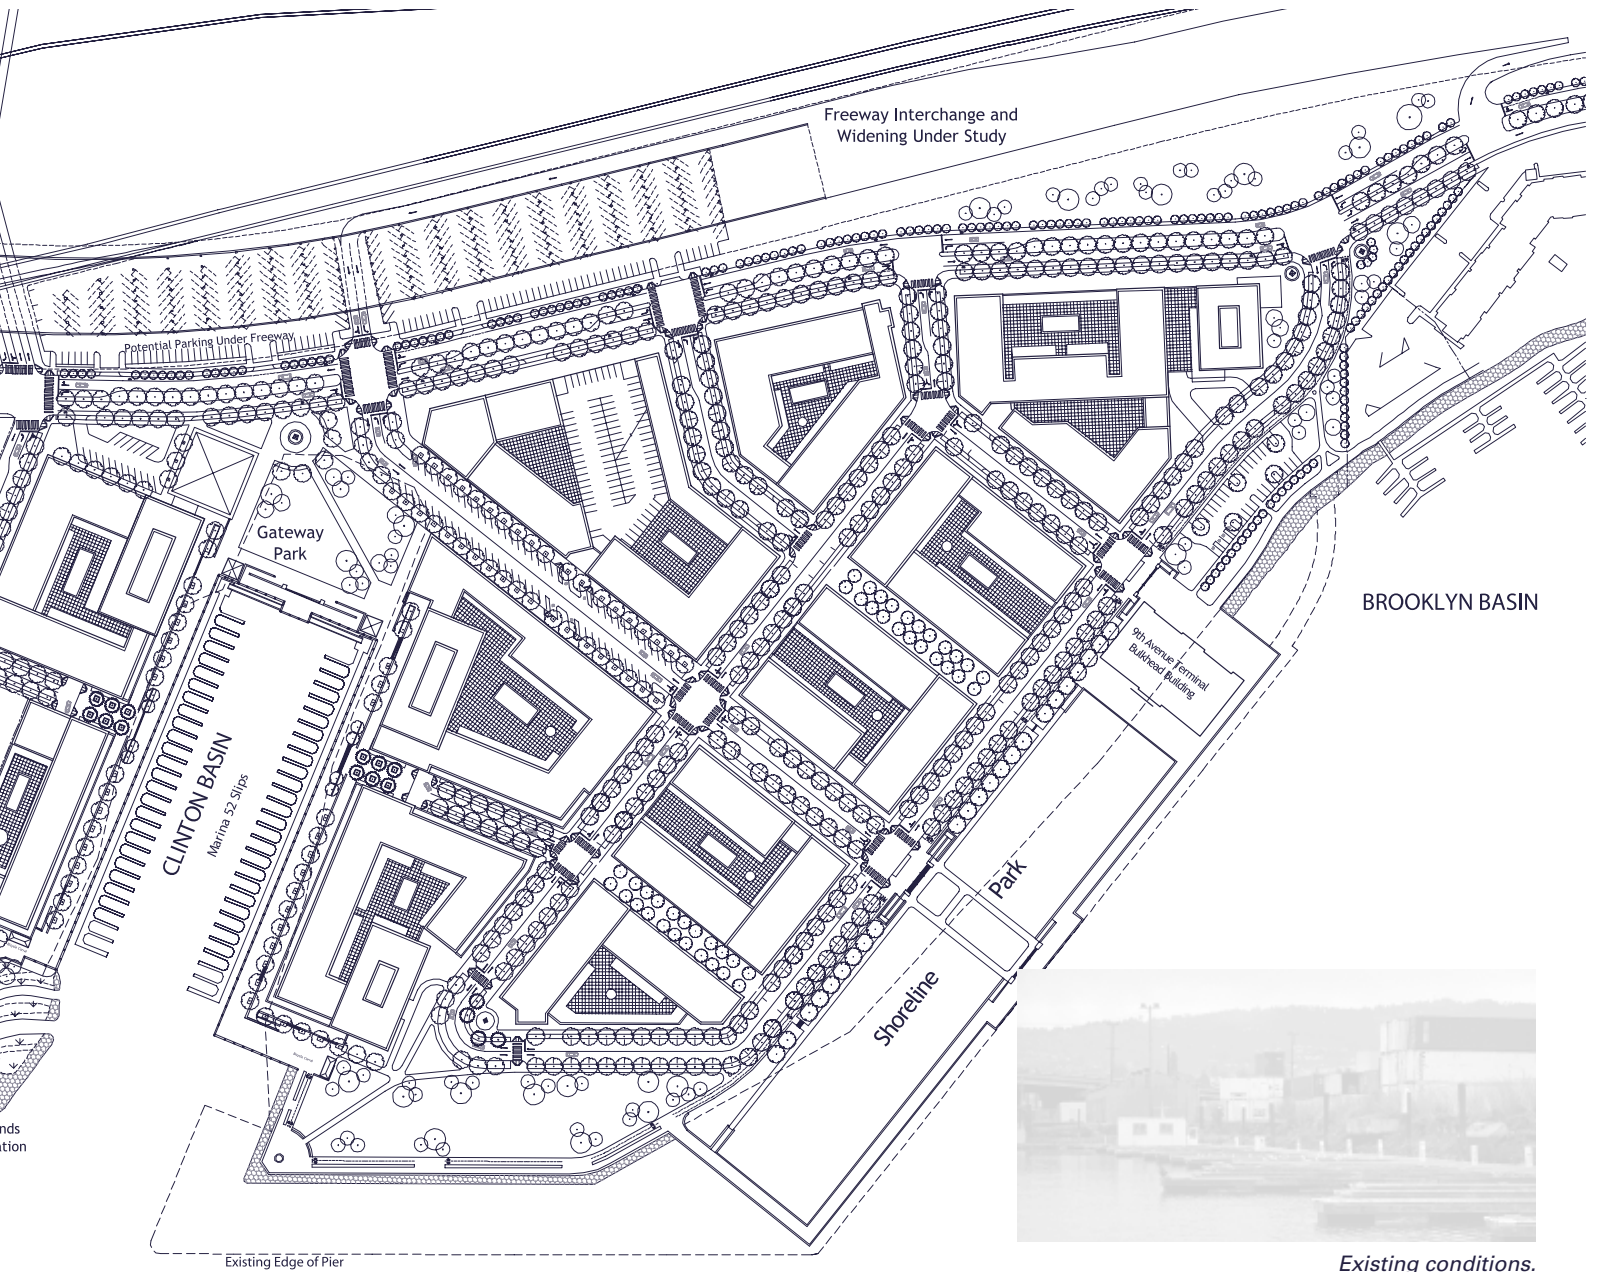 Freeway Interchange and
Widening Under Study
Potential Parking Under Freeway
Gateway
Park
BROOKLYN BASIN
9th Avenue Terminal
Bulkhead Building
CLINTON BASIN
Marina 52 Slips
Park
Shoreline
nds
ation
Existing Edge of Pier
Existing conditions.